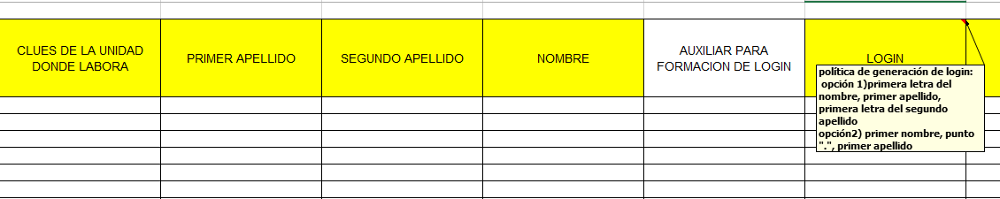 CLUES DE LA UNIDAD
DONDE LABORA
PRIMER APELLIDO
SEGUNDO APELLIDO
NOMBRE
AUXILIAR PARA
FORMACION DE LOGIN
LOGIN
política de generación de login:
opción 1)primera letra del
nombre, primer apellido,
primera letra del segundo
apellido
opción2) primer nombre, punto
".", primer apellido